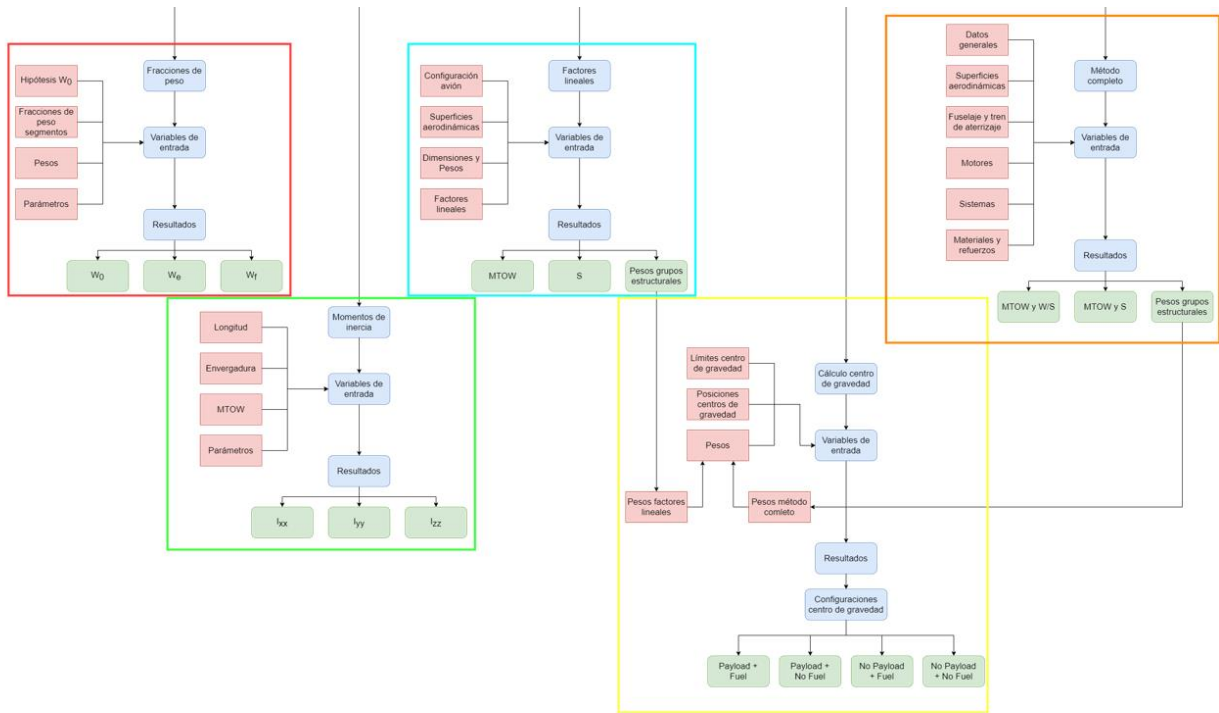 Fracciones de
peso
Hipótesis W0
Fracciones de
peso
segmentos
Variables de
entrada
Pesos
Parámetros
Resultados
W0
We
Wf
Factores
lineales
Configuración
avión
Superficies
aerodinámicas
Variables de
entrada
Dimensiones y
Pesos
Factores
lineales
Resultados
MTOW
S
Pesos grupos
estructurales
Datos
generales
Método
completo
Superficies
aerodinámicas
Fuselaje y tren
de aterrizaje
Variables de
entrada
Motores
Sistemas
Materiales y
refuerzos
Resultados
MTOW y W/S
MTOW y S
Pesos grupos
estructurales
Momentos de
inercia
Longitud
Envergadura
Variables de
entrada
MTOW
Parámetros
Resultados
Ixx
Iyy
Izz
Límites centro
de gravedad
Cálculo centro
de gravedad
Posiciones
centros de
gravedad
Variables de
entrada
Pesos
Pesos factores
lineales
Pesos método
comleto
Resultados
Configuraciones
centro de gravedad
Payload +
Fuel
Payload +
No Fuel
No Payload
+ Fuel
No Payload
+ No Fuel